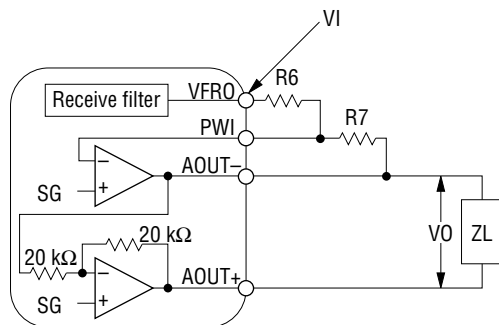 VI
Receive filter
VFRO
R6
PWI
R7
SG
AOUT–
20 kΩ
20 kΩ
VO
ZL
AOUT+
SG